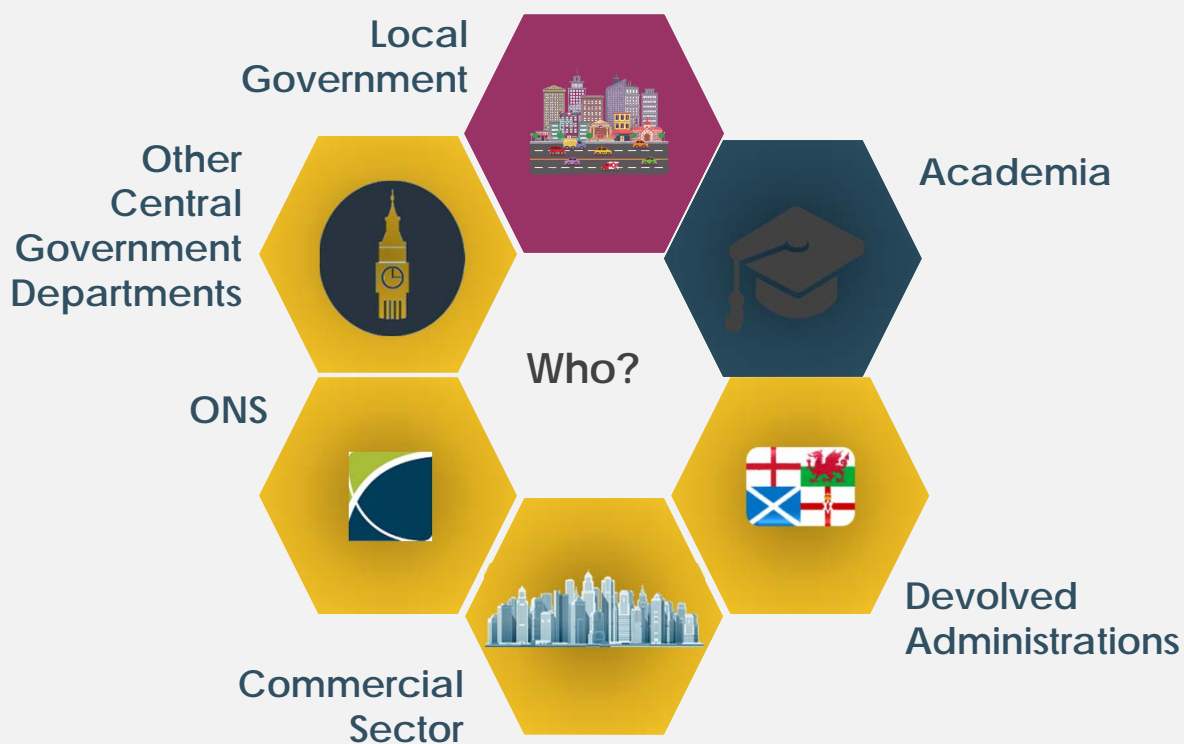 Local
Government
Other
Central
Government
Departments
Academia
Who?
ONS
Devolved
Administrations
Commercial
Sector